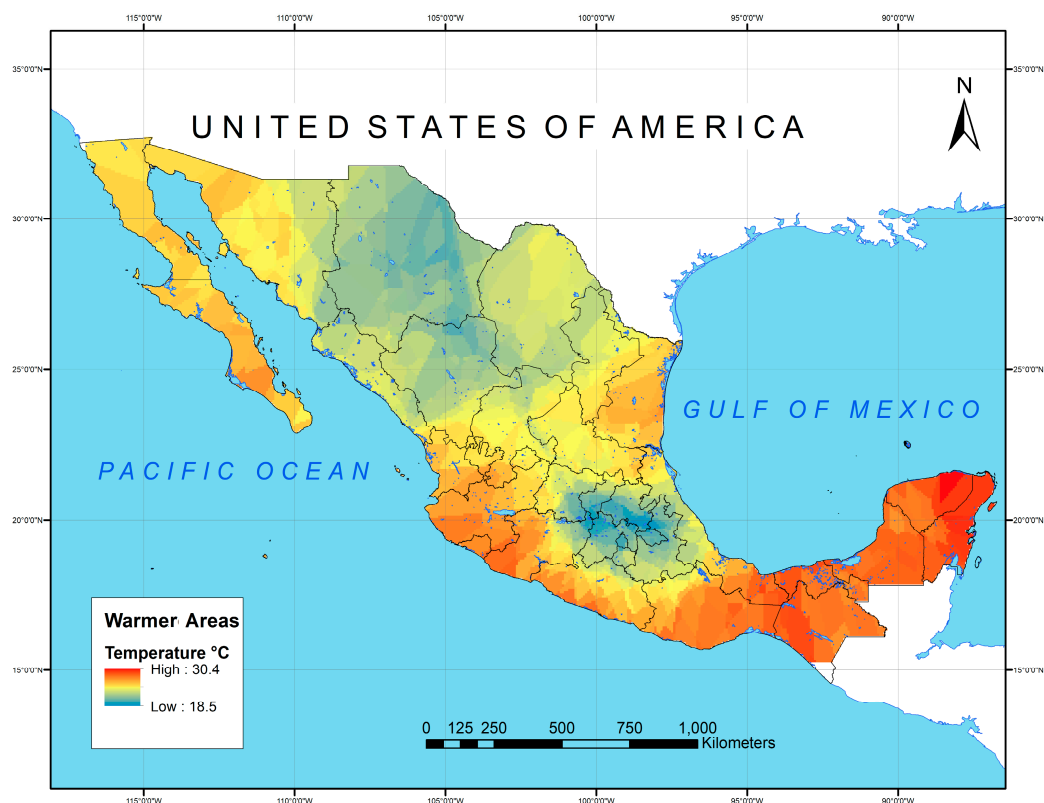 115°0'0"W 110°0'0"W 105°0'0"W 100°0'0"W 95°0'0"W 90°0'0"W
35°0'0"N 35°0'0"N
N
UNITED STATES OF AMERICA
30°0'0"N 30°0'0"N
25°0'0"N 25°0'0"N
GULF OF MEXICO
PACIFIC OCEAN
20°0'0"N 20°0'0"N
Warmer Areas
Temperature °C
High : 30.4
Low : 18.5
15°0'0"N 15°0'0"N
0 125 250 500 750 1,000
Kilometers
115°0'0"W 110°0'0"W 105°0'0"W 100°0'0"W 95°0'0"W 90°0'0"W